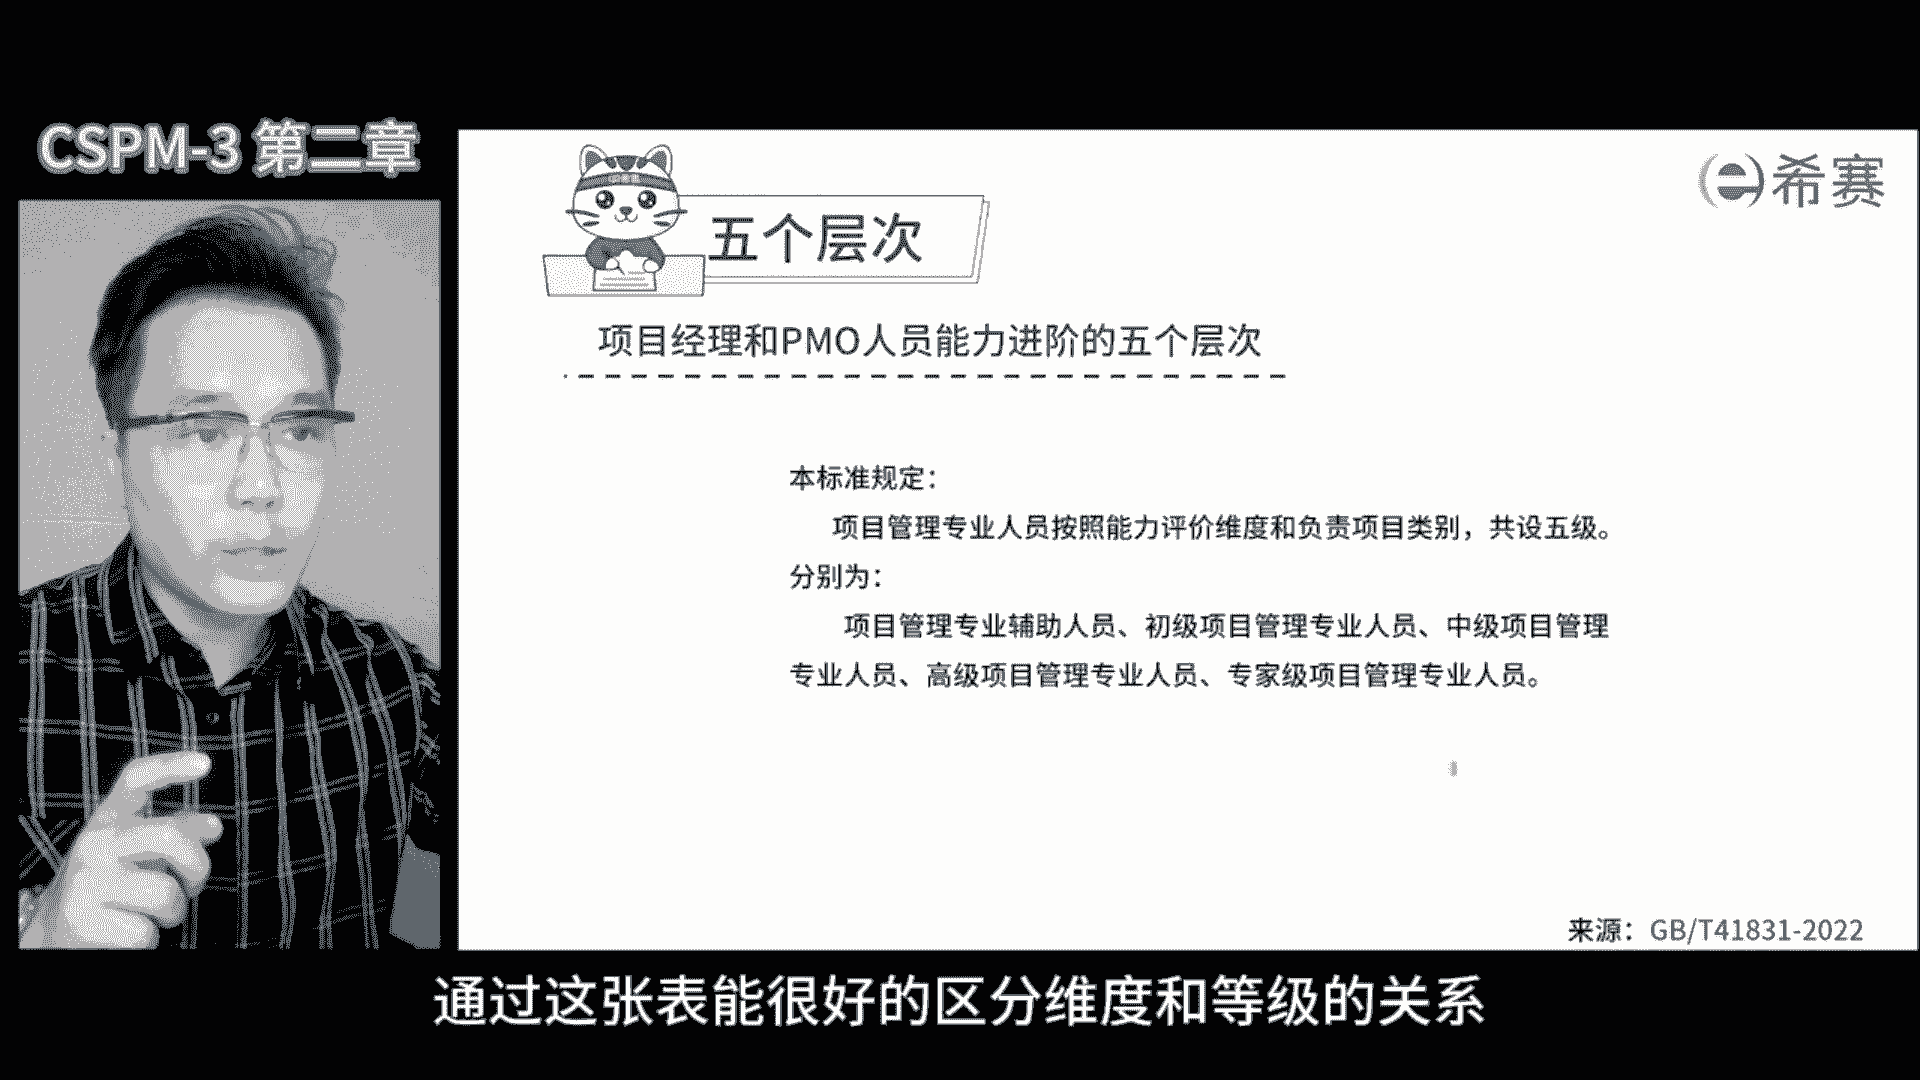 CSPM-3 第二章
希赛
五个层次
项目经理和PMO人员能力进阶的五个层次
本标准规定：
项目管理专业人员按照能力评价维度和负责项目类别，共设五级。
分别为：
项目管理专业辅助人员、初级项目管理专业人员、中级项目管理
专业人员、高级项目管理专业人员、专家级项目管理专业人员。
来源：GB/T41831-2022
通过这张表能很好的区分维度和等级的关系